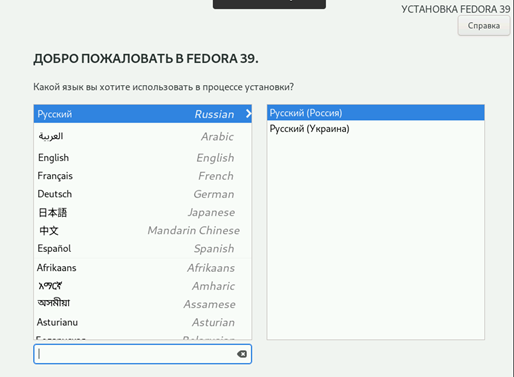 УСТАНОВКА FEDORA 39
Справка
ДОБРО ПОЖАЛОВАТЬ В FEDORA 39.
Какой язык вы хотите использовать в процессе установки?
Русский Russian
العربية Arabic
English English
Français French
Deutsch German
日本語 Japanese
中文 Mandarin Chinese
Español Spanish
Afrikaans Afrikaans
አማርኛ Amharic
অসমীয়া Assamese
Asturianu Asturian
Русский (Россия)
Русский (Украина)